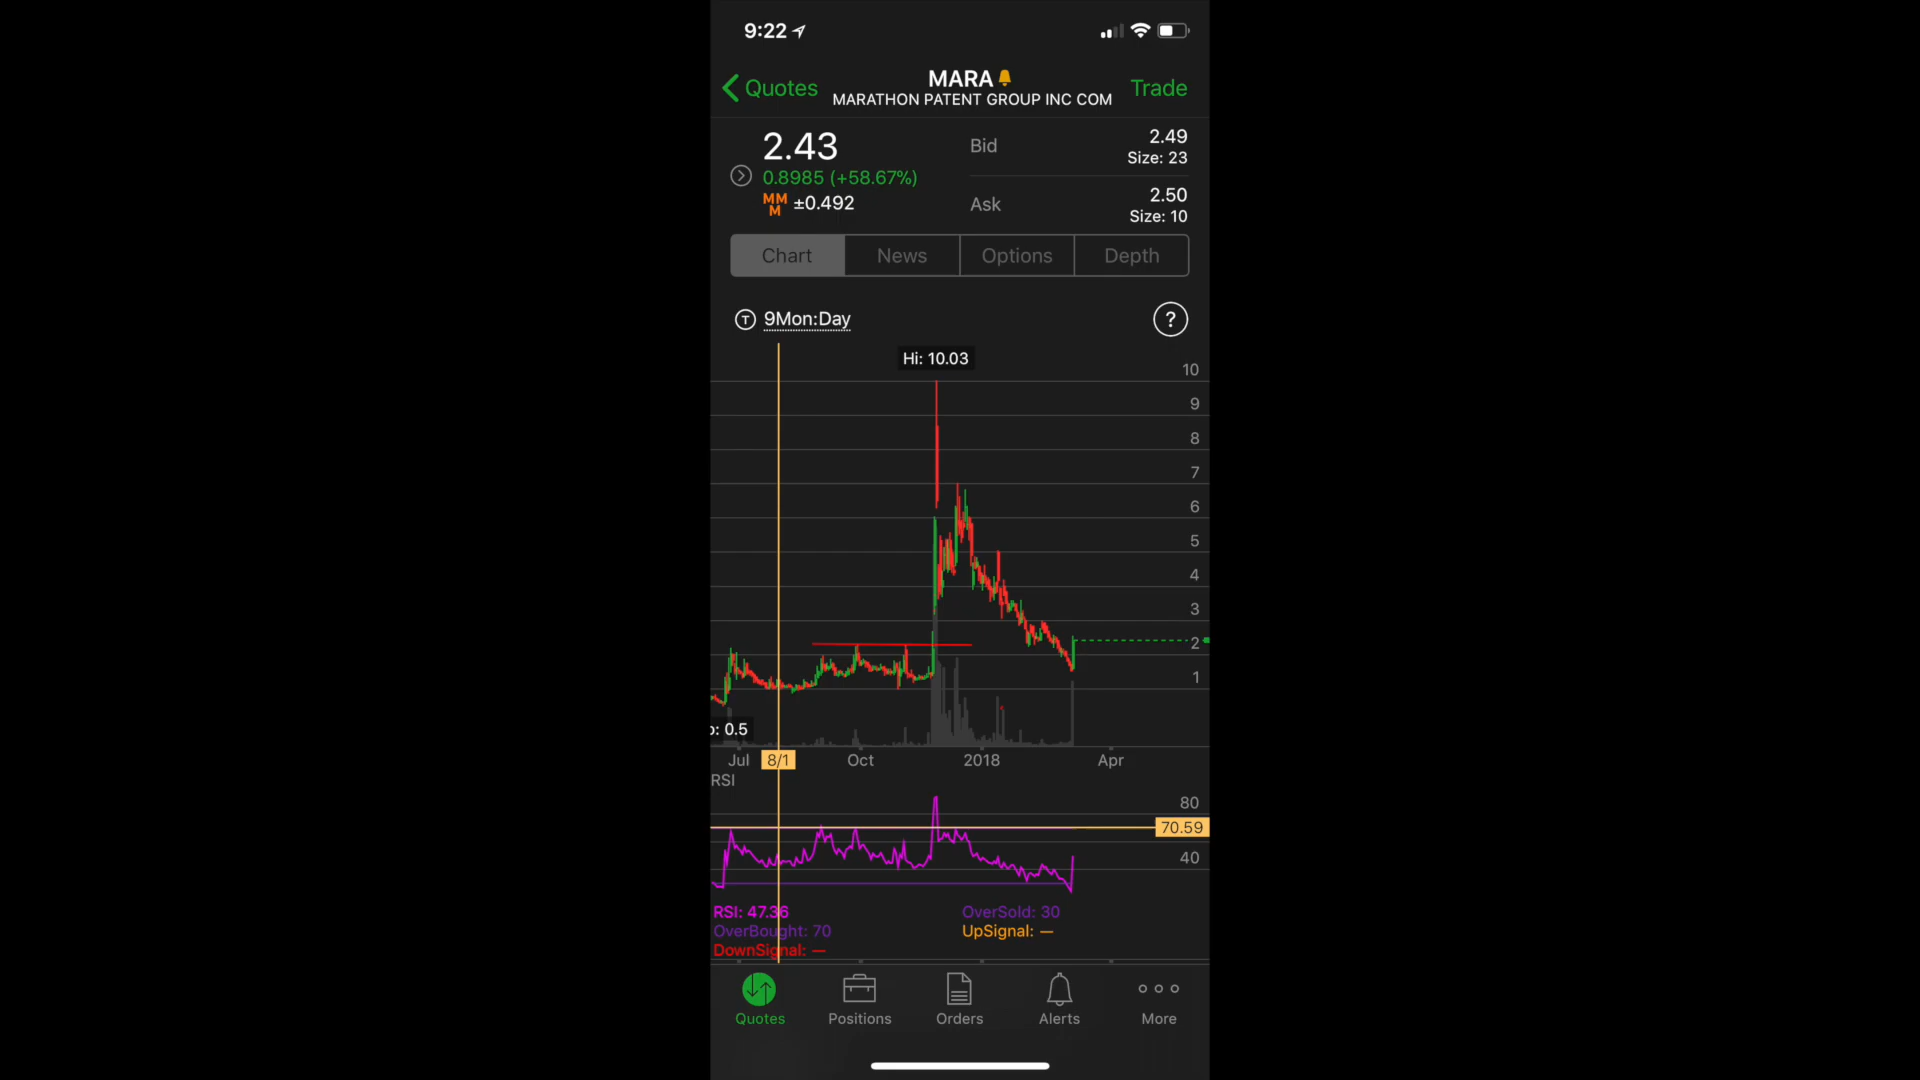 9:22
Quotes
MARA
MARATHON PATENT GROUP INC COM
Trade
2.43
0.8985 (+58.67%)
MM
M
±0.492
Bid
2.49
Size: 23
Ask
2.50
Size: 10
Chart
News
Options
Depth
T
9Mon:Day
?
Hi: 10.03
10
9
8
7
6
5
4
3
2
1
o: 0.5
Jul
8/1
Oct
2018
Apr
RSI
80
70.59
40
RSI: 47.36
OverSold: 30
OverBought: 70
UpSignal: —
DownSignal: —
Quotes
Positions
Orders
Alerts
More